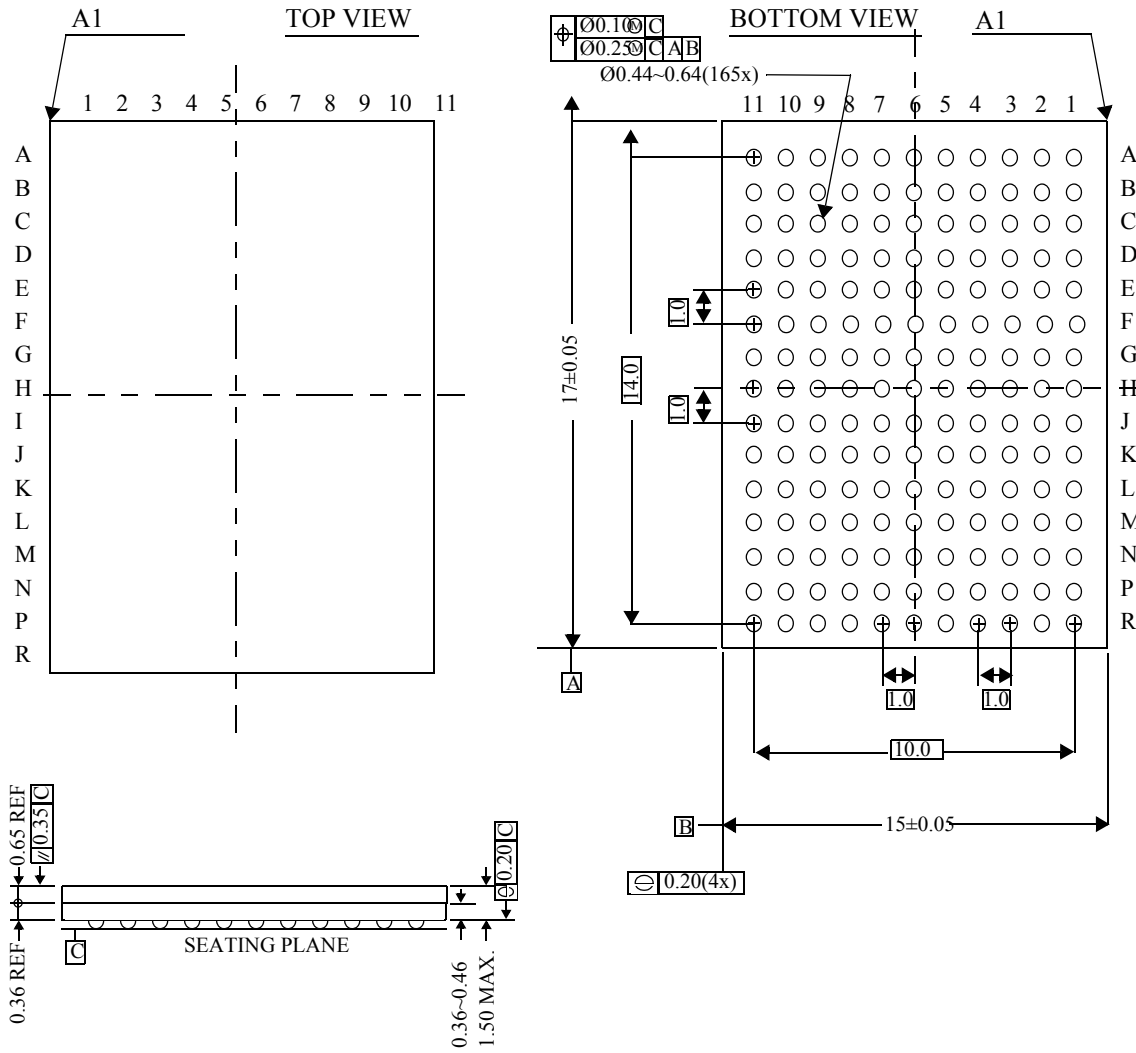 A1
TOP VIEW
1 2 3 4 5 6 7 8 9 10 11
A
B
C
D
E
F
G
H
I
J
K
L
M
N
P
R
BOTTOM VIEW
A1
Ø0.10Ⓜ C
Ø0.25Ⓜ C A B
Ø0.44~0.64(165x)
11 10 9 8 7 6 5 4 3 2 1
A
B
C
D
E
F
G
H
J
K
L
M
N
P
R
1.0
1.0
17±0.05
14.0
A
1.0
1.0
10.0
B
15±0.05
0.20(4x)
0.65 REF
// 0.35 C
0.20 C
C
SEATING PLANE
0.36 REF
0.36~0.46
1.50 MAX.